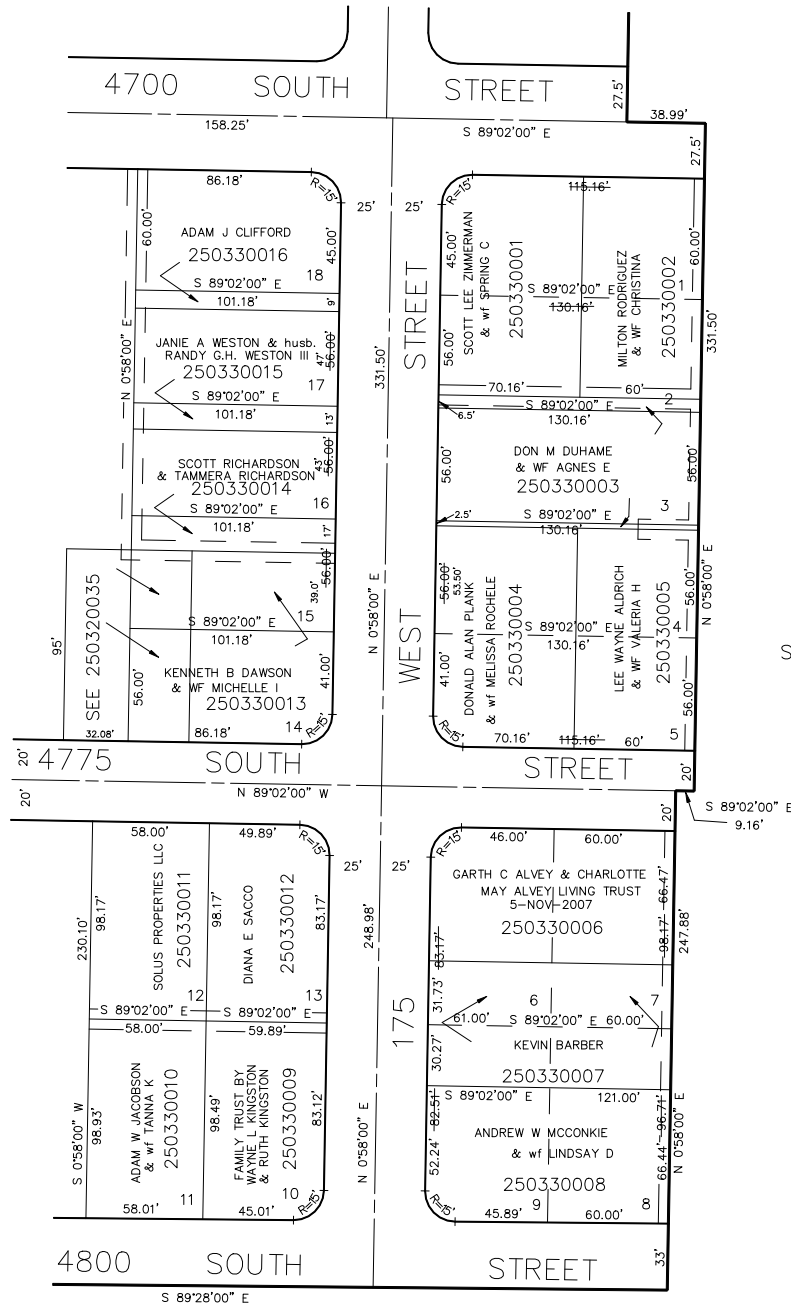 4700 SOUTH STREET
27.5'
38.99'
158.25'
S 89°02'00" E
27.5'
86.18'
R=15'
25'
25'
R=15'
115.16'
60.00'
ADAM J CLIFFORD
250330016
18
45.00'
S 89°02'00" E
101.18'
9'
45.00'
SCOTT LEE ZIMMERMAN
& wf SPRING C
250330001
S 89°02'00" E
130.16'
MILTON RODRIGUEZ
& WF CHRISTINA
250330002
1
60.00'
331.50'
N 0°58'00" E
JANIE A WESTON & husb.
RANDY G.H. WESTON III
250330015
17
47'
56.00'
S 89°02'00" E
101.18'
13'
331.50'
STREET
56.00'
70.16'
60'
2
S 89°02'00" E
6.5'
130.16'
SCOTT RICHARDSON
& TAMMERA RICHARDSON
250330014
16
43'
56.00'
S 89°02'00" E
101.18'
17'
56.00'
DON M DUHAME
& WF AGNES E
250330003
56.00'
3
2.5'
S 89°02'00" E
130.16'
95'
SEE 250320035
56.00'
39.0'
15
S 89°02'00" E
101.18'
KENNETH B DAWSON
& WF MICHELLE I
250330013
14
56.00'
41.00'
32.08'
86.18'
R=15'
N 0°58'00" E
WEST
56.00'
53.50'
41.00'
DONALD ALAN PLANK
& wf MELISSA ROCHELE
250330004
S 89°02'00" E
130.16'
LEE WAYNE ALDRICH
& WF VALERIA H
250330005
56.00'
4
56.00'
5
N 0°58'00" E
S
R=15'
70.16'
115.16'
60'
20'
4775 SOUTH STREET
20'
20'
N 89°02'00" W
20'
S 89°02'00" E
9.16'
58.00'
49.89'
R=15'
25'
25'
R=15'
46.00'
60.00'
230.10'
98.17'
SOLUS PROPERTIES LLC
250330011
12
98.17'
DIANA E SACCO
250330012
13
83.17'
S 89°02'00" E
S 89°02'00" E
58.00'
59.89'
248.98'
GARTH C ALVEY & CHARLOTTE
MAY ALVEY LIVING TRUST
5-NOV-2007
250330006
83.17'
66.47'
98.17'
247.88'
31.73'
6
7
61.00'
S 89°02'00" E
60.00'
175
30.27'
KEVIN BARBER
250330007
S 89°02'00" E
121.00'
S 0°58'00" W
98.93'
ADAM W JACOBSON
& wf TANNA K
250330010
11
98.49'
FAMILY TRUST BY
WAYNE L KINGSTON
& RUTH KINGSTON
250330009
10
83.12'
N 0°58'00" E
82.51'
52.24'
ANDREW W MCCONKIE
& wf LINDSAY D
250330008
96.71'
66.44'
N 0°58'00" E
9
8
58.01'
45.01'
R=15'
R=15'
45.89'
60.00'
4800 SOUTH STREET
33'
S 89°28'00" E